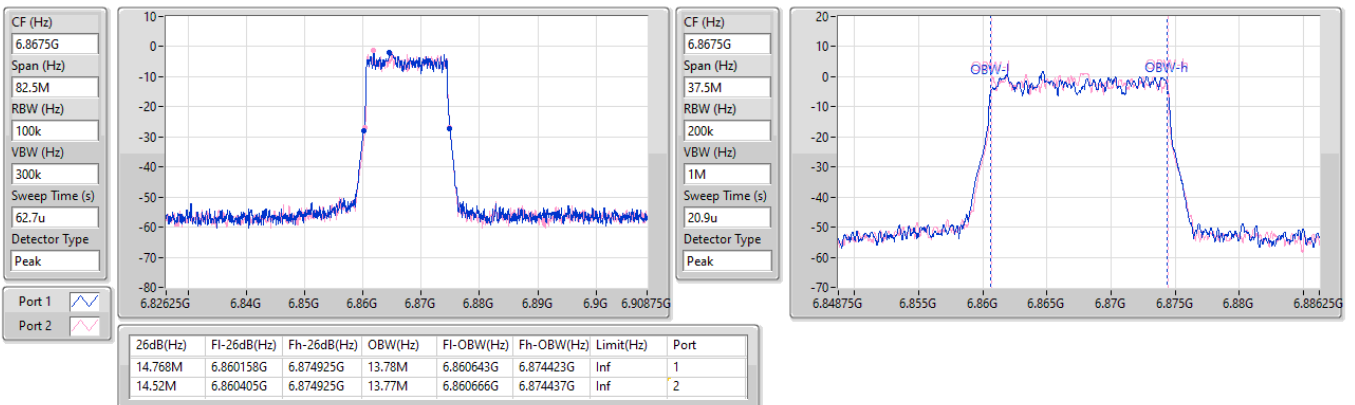 CF (Hz)
6.8675G
Span (Hz)
82.5M
RBW (Hz)
100k
VBW (Hz)
300k
Sweep Time (s)
62.7u
Detector Type
Peak
Port 1
Port 2
10
0
-10
-20
-30
-40
-50
-60
-70
-80
6.82625G 6.84G 6.85G 6.86G 6.87G 6.88G 6.89G 6.9G 6.90875G
CF (Hz)
6.8675G
Span (Hz)
37.5M
RBW (Hz)
200k
VBW (Hz)
1M
Sweep Time (s)
20.9u
Detector Type
Peak
20
10
0
-10
-20
-30
-40
-50
-60
-70
OBW-l OBW-h
6.84875G 6.855G 6.86G 6.865G 6.87G 6.875G 6.88G 6.88625G
26dB(Hz) Fl-26dB(Hz) Fh-26dB(Hz) OBW(Hz) Fl-OBW(Hz) Fh-OBW(Hz) Limit(Hz) Port
14.768M 6.860158G 6.874925G 13.78M 6.860643G 6.874423G Inf 1
14.52M 6.860405G 6.874925G 13.77M 6.860666G 6.874437G Inf 2